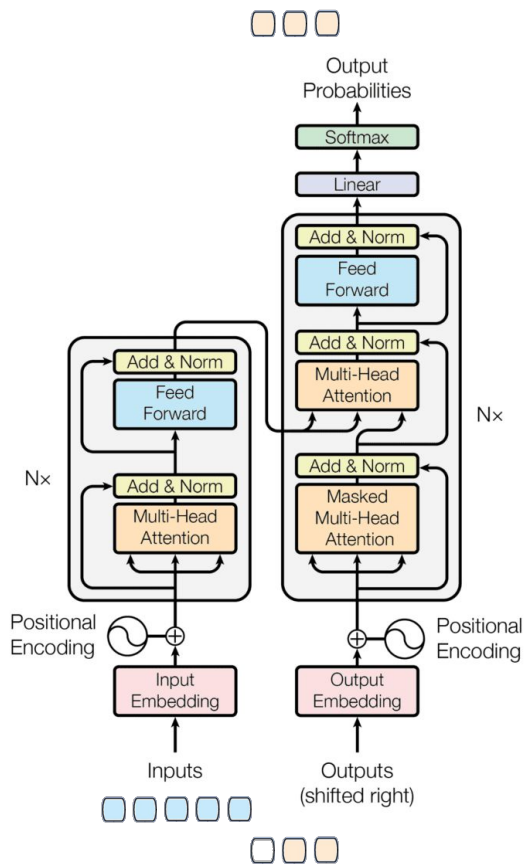 Output
Probabilities
Softmax
Linear
Add & Norm
Feed
Forward
Add & Norm
Multi-Head
Attention
Add & Norm
Masked
Multi-Head
Attention
Nx
Add & Norm
Feed
Forward
Add & Norm
Multi-Head
Attention
Nx
Positional
Encoding
Positional
Encoding
Input
Embedding
Output
Embedding
Inputs
Outputs
(shifted right)